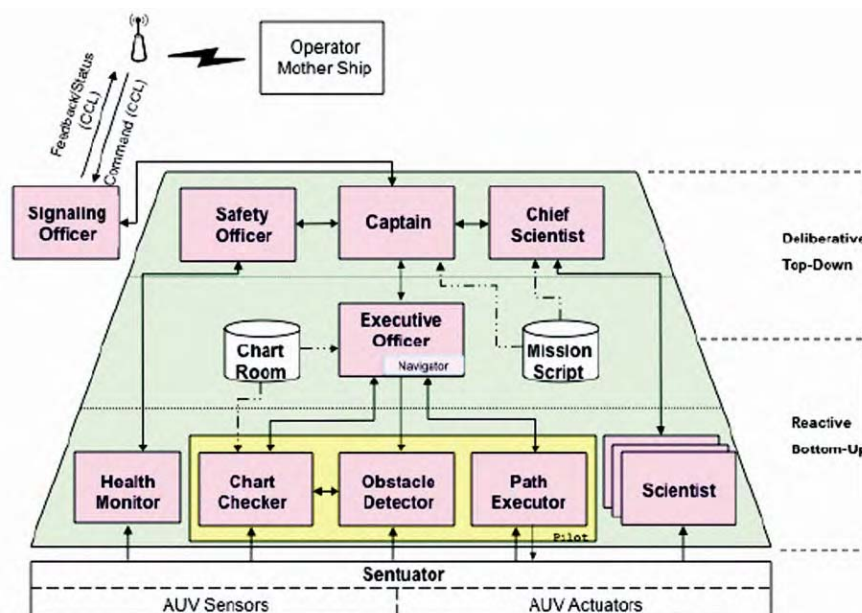 Operator
Mother Ship
Feedback/Status
(CCL)
Command (CCL)
Signaling
Officer
Safety
Officer
Captain
Chief
Scientist
Deliberative
Top-Down
Executive
Officer
Navigator
Chart
Room
Mission
Script
Reactive
Bottom-Up
Health
Monitor
Chart
Checker
Obstacle
Detector
Path
Executor
Scientist
Pilot
Sentuator
AUV Sensors
AUV Actuators